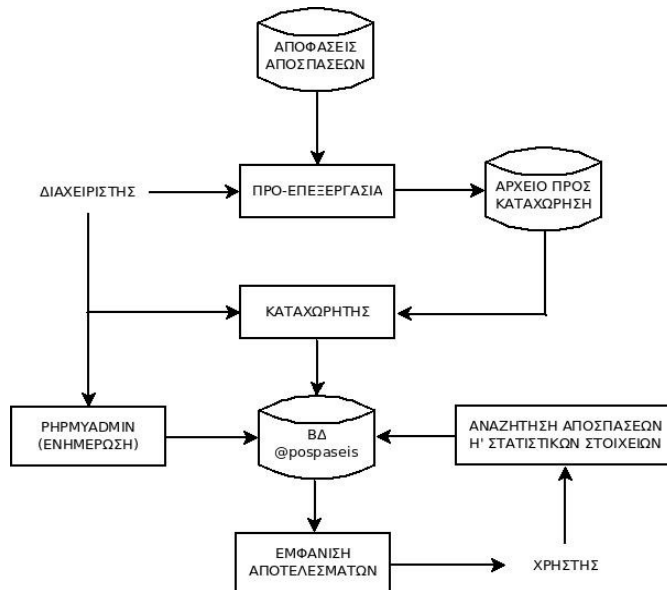 ΑΠΟΦΑΣΕΙΣ
ΑΠΟΣΠΑΣΕΩΝ
ΔΙΑΧΕΙΡΙΣΤΗΣ
ΠΡΟ-ΕΠΕΞΕΡΓΑΣΙΑ
ΑΡΧΕΙΟ ΠΡΟΣ
ΚΑΤΑΧΩΡΗΣΗ
ΚΑΤΑΧΩΡΗΤΗΣ
PHPMYADMIN
(ΕΝΗΜΕΡΩΣΗ)
ΒΔ
@pospaseis
ΑΝΑΖΗΤΗΣΗ ΑΠΟΣΠΑΣΕΩΝ
Η' ΣΤΑΤΙΣΤΙΚΩΝ ΣΤΟΙΧΕΙΩΝ
ΕΜΦΑΝΙΣΗ
ΑΠΟΤΕΛΕΣΜΑΤΩΝ
ΧΡΗΣΤΗΣ